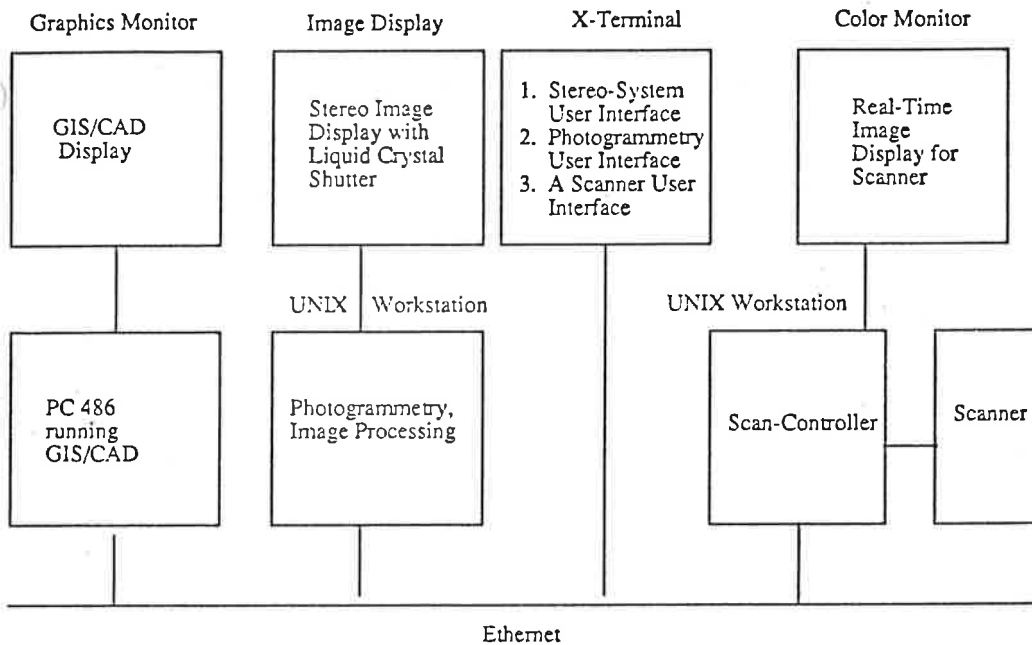 Graphics Monitor
Image Display
X-Terminal
Color Monitor
GIS/CAD
Display
Stereo Image
Display with
Liquid Crystal
Shutter
1. Stereo-System
User Interface
2. Photogrammetry
User Interface
3. A Scanner User
Interface
Real-Time
Image
Display for
Scanner
UNIX Workstation
UNIX Workstation
PC 486
running
GIS/CAD
Photogrammetry,
Image Processing
Scan-Controller
Scanner
Ethernet